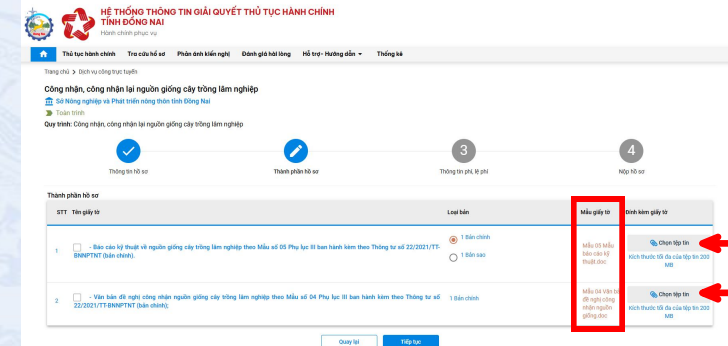 HỆ THỐNG THÔNG TIN GIẢI QUYẾT THỦ TỤC HÀNH CHÍNH
TỈNH ĐỒNG NAI
Hành chính phục vụ
Thủ tục hành chính Tra cứu hồ sơ Phản ánh kiến nghị Đánh giá hài lòng Hỗ trợ- Hướng dẫn Thống kê
Trang chủ > Dịch vụ công trực tuyến
Công nhận, công nhận lại nguồn giống cây trồng lâm nghiệp
Sở Nông nghiệp và Phát triển nông thôn tỉnh Đồng Nai
Toàn trình
Quy trình: Công nhận, công nhận lại nguồn giống cây trồng lâm nghiệp
3 4
Thông tin hồ sơ Thành phần hồ sơ Thông tin phí, lệ phí Nộp hồ sơ
Thành phần hồ sơ
STT Tên giấy tờ Loại bản Mẫu giấy tờ Đính kèm giấy tờ
1 - Báo cáo kỹ thuật về nguồn giống cây trồng lâm nghiệp theo Mẫu số 05 Phụ lục III ban hành kèm theo Thông tư số 22/2021/TT-
BNNPTNT (bản chính).
1 Bản chính
1 Bản sao
Mẫu 05 Mẫu
báo cáo kỹ
thuật.doc
Chọn tệp tin
Kích thước tối đa của tệp tin 200
MB
2 - Văn bản đề nghị công nhận nguồn giống cây trồng lâm nghiệp theo Mẫu số 04 Phụ lục III ban hành kèm theo Thông tư số
22/2021/TT-BNNPTNT (bản chính);
1 Bản chính
Mẫu 04 Văn bả
đề nghị công
nhận nguồn
giống.doc
Chọn tệp tin
Kích thước tối đa của tệp tin 200
MB
Quay lại Tiếp tục